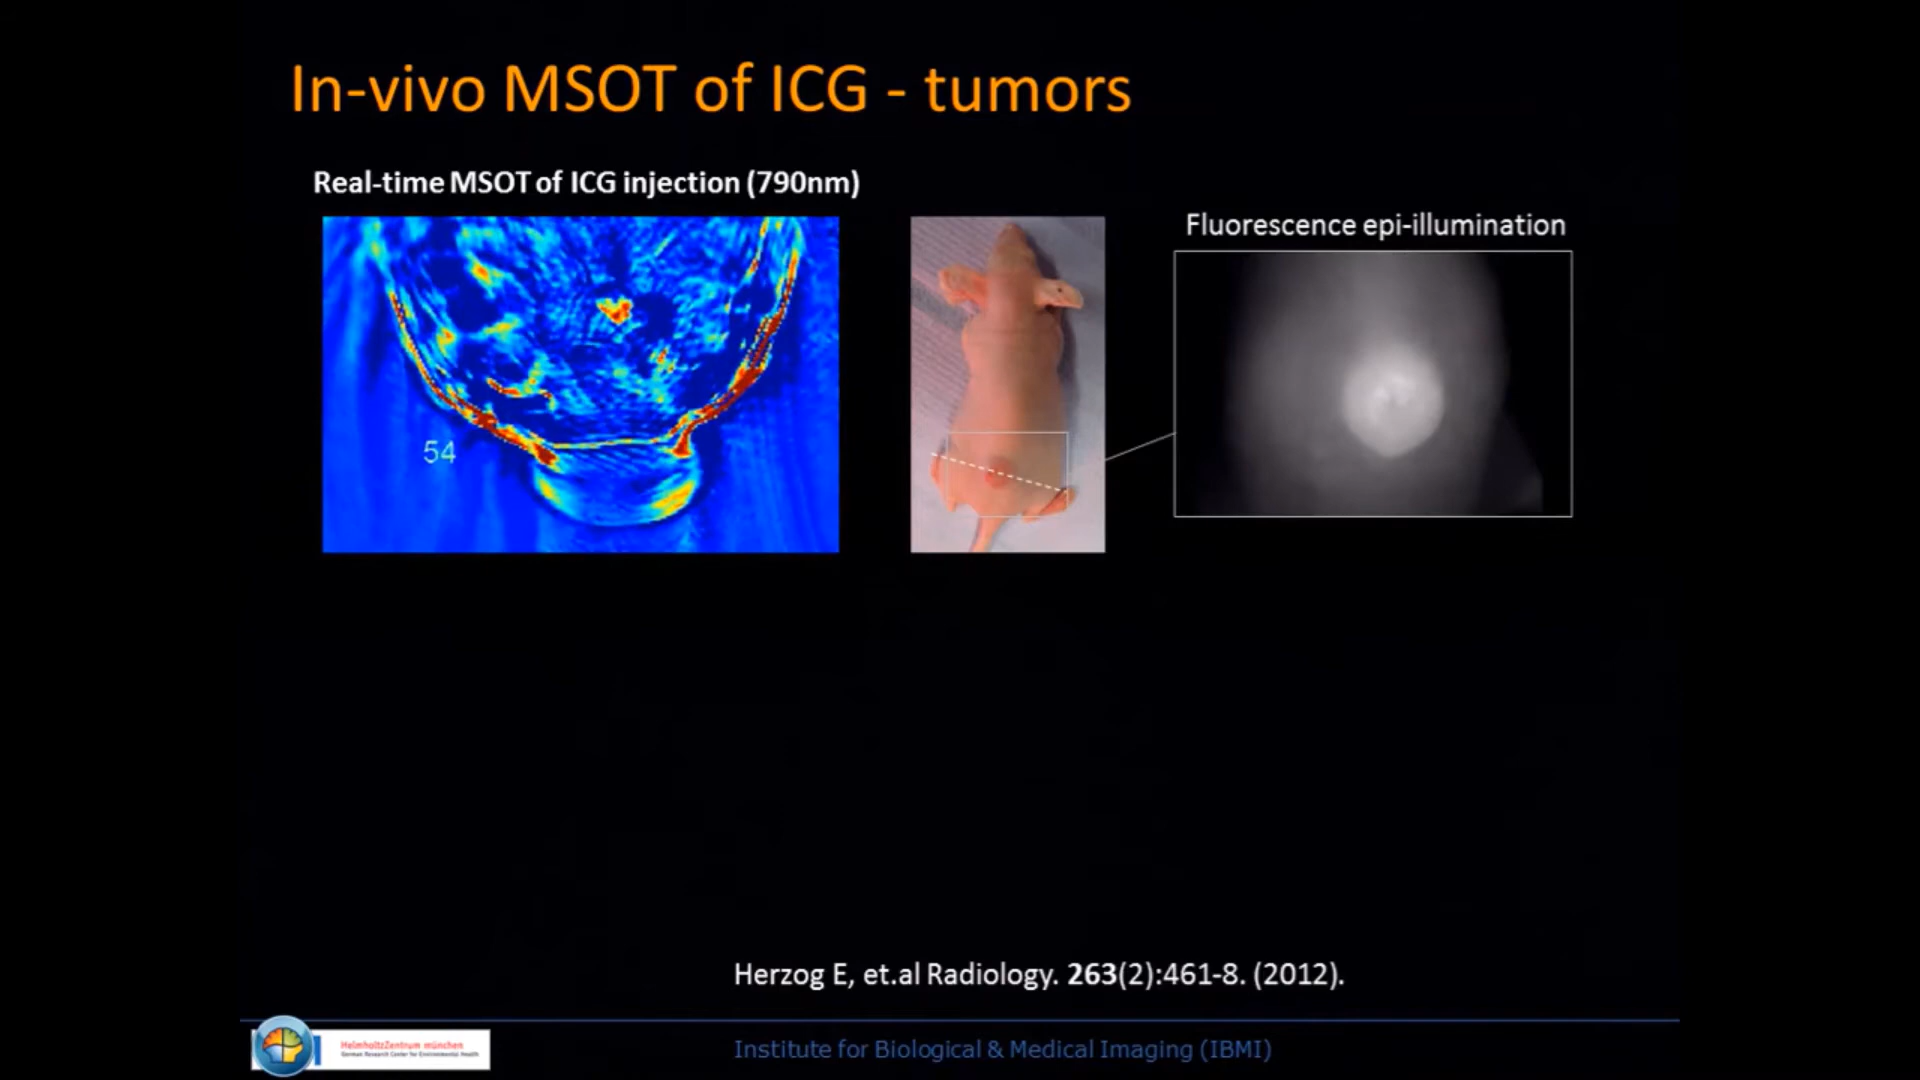 In-vivo MSOT of ICG - tumors
Real-time MSOT of ICG injection (790nm)
Fluorescence epi-illumination
54
Herzog E, et.al Radiology. 263(2):461-8. (2012).
HelmholtzZentrum münchen
German Research Center for Environmental Health
Institute for Biological & Medical Imaging (IBMI)